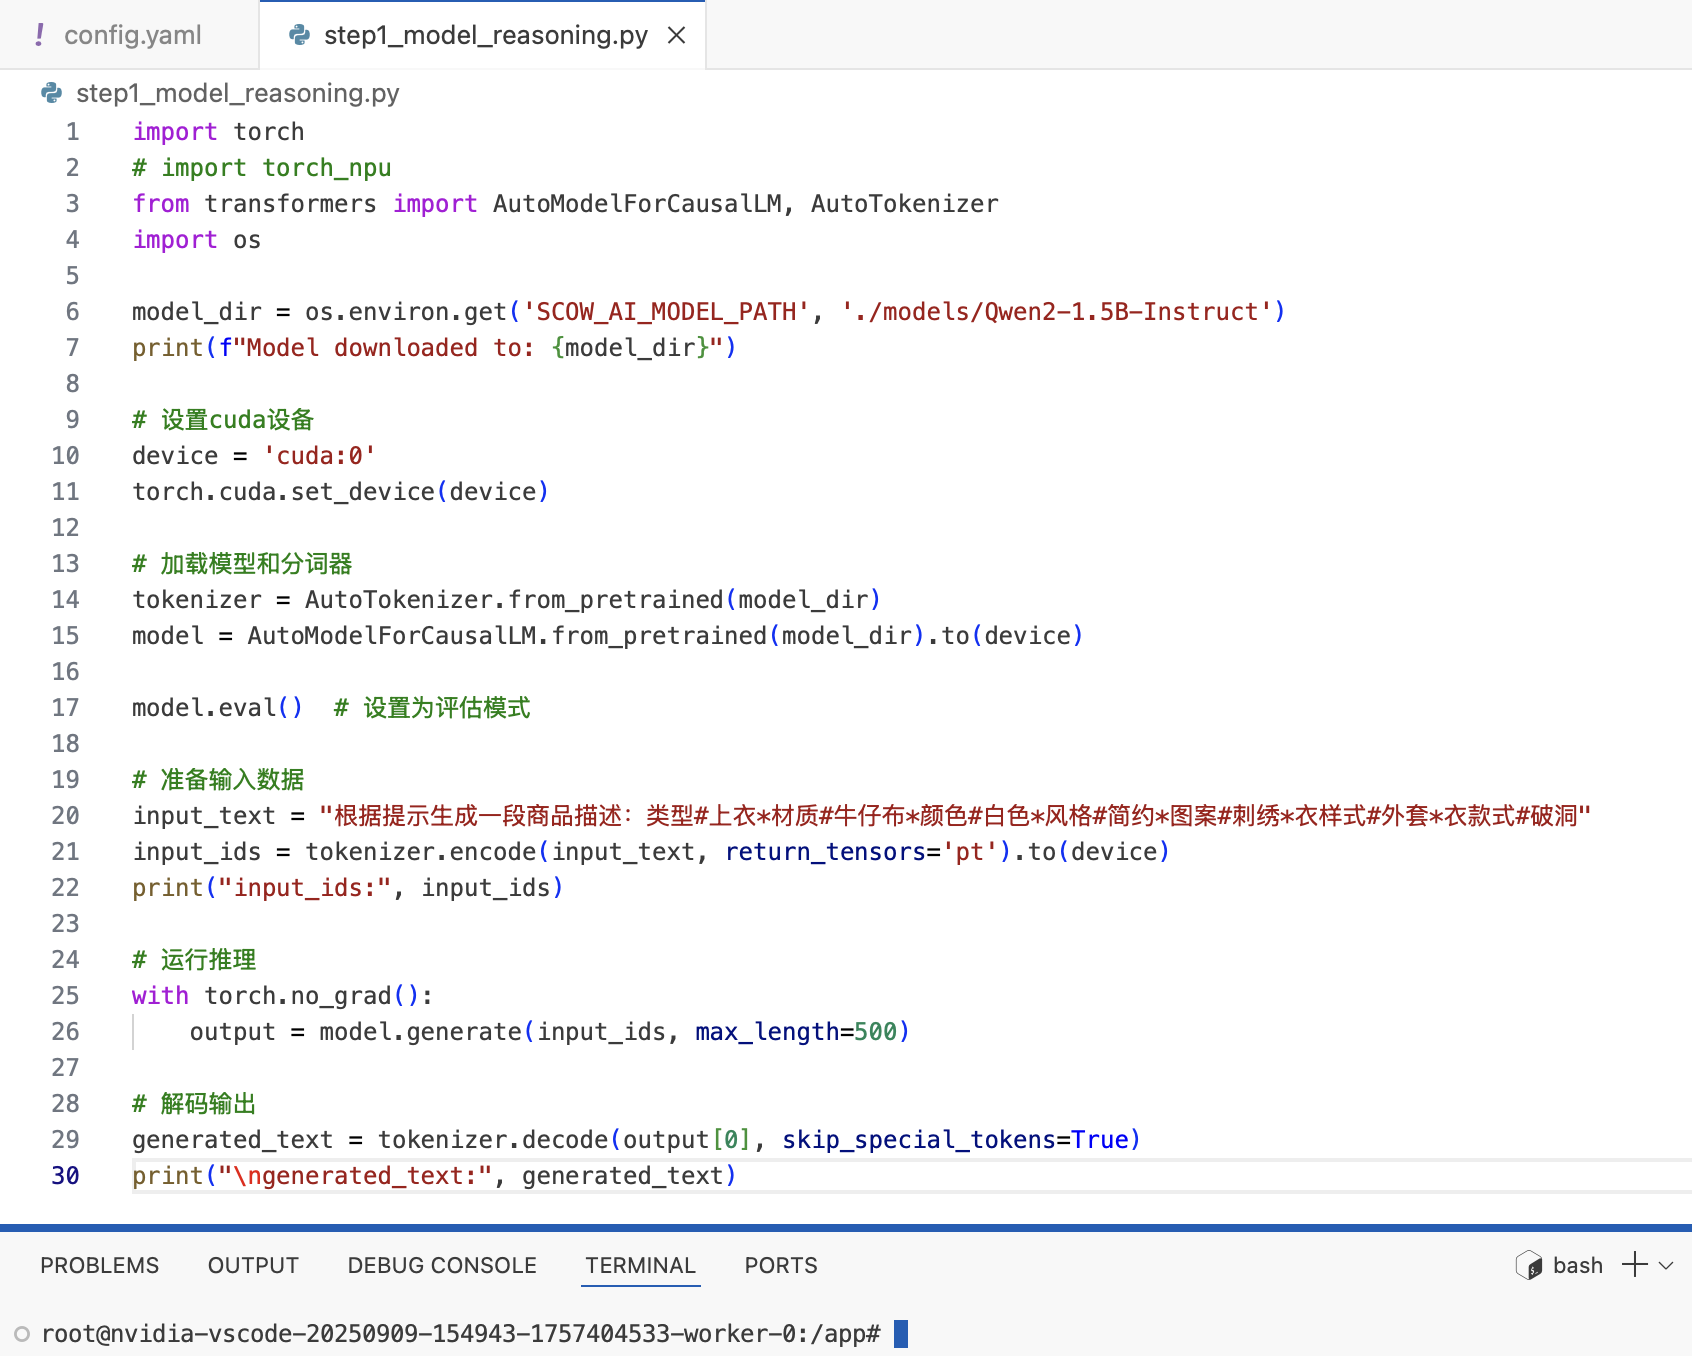 config.yaml
step1_model_reasoning.py
step1_model_reasoning.py
1 import torch
2 # import torch_npu
3 from transformers import AutoModelForCausalLM, AutoTokenizer
4 import os
5
6 model_dir = os.environ.get('SCOW_AI_MODEL_PATH', './models/Qwen2-1.5B-Instruct')
7 print(f"Model downloaded to: {model_dir}")
8
9 # 设置cuda设备
10 device = 'cuda:0'
11 torch.cuda.set_device(device)
12
13 # 加载模型和分词器
14 tokenizer = AutoTokenizer.from_pretrained(model_dir)
15 model = AutoModelForCausalLM.from_pretrained(model_dir).to(device)
16
17 model.eval()  # 设置为评估模式
18
19 # 准备输入数据
20 input_text = "根据提示生成一段商品描述：类型#上衣*材质#牛仔布*颜色#白色*风格#简约*图案#刺绣*衣样式#外套*衣款式#破洞"
21 input_ids = tokenizer.encode(input_text, return_tensors='pt').to(device)
22 print("input_ids:", input_ids)
23
24 # 运行推理
25 with torch.no_grad():
26     output = model.generate(input_ids, max_length=500)
27
28 # 解码输出
29 generated_text = tokenizer.decode(output[0], skip_special_tokens=True)
30 print("\ngenerated_text:", generated_text)
PROBLEMS OUTPUT DEBUG CONSOLE TERMINAL PORTS bash
root@nvidia-vscode-20250909-154943-1757404533-worker-0:/app#